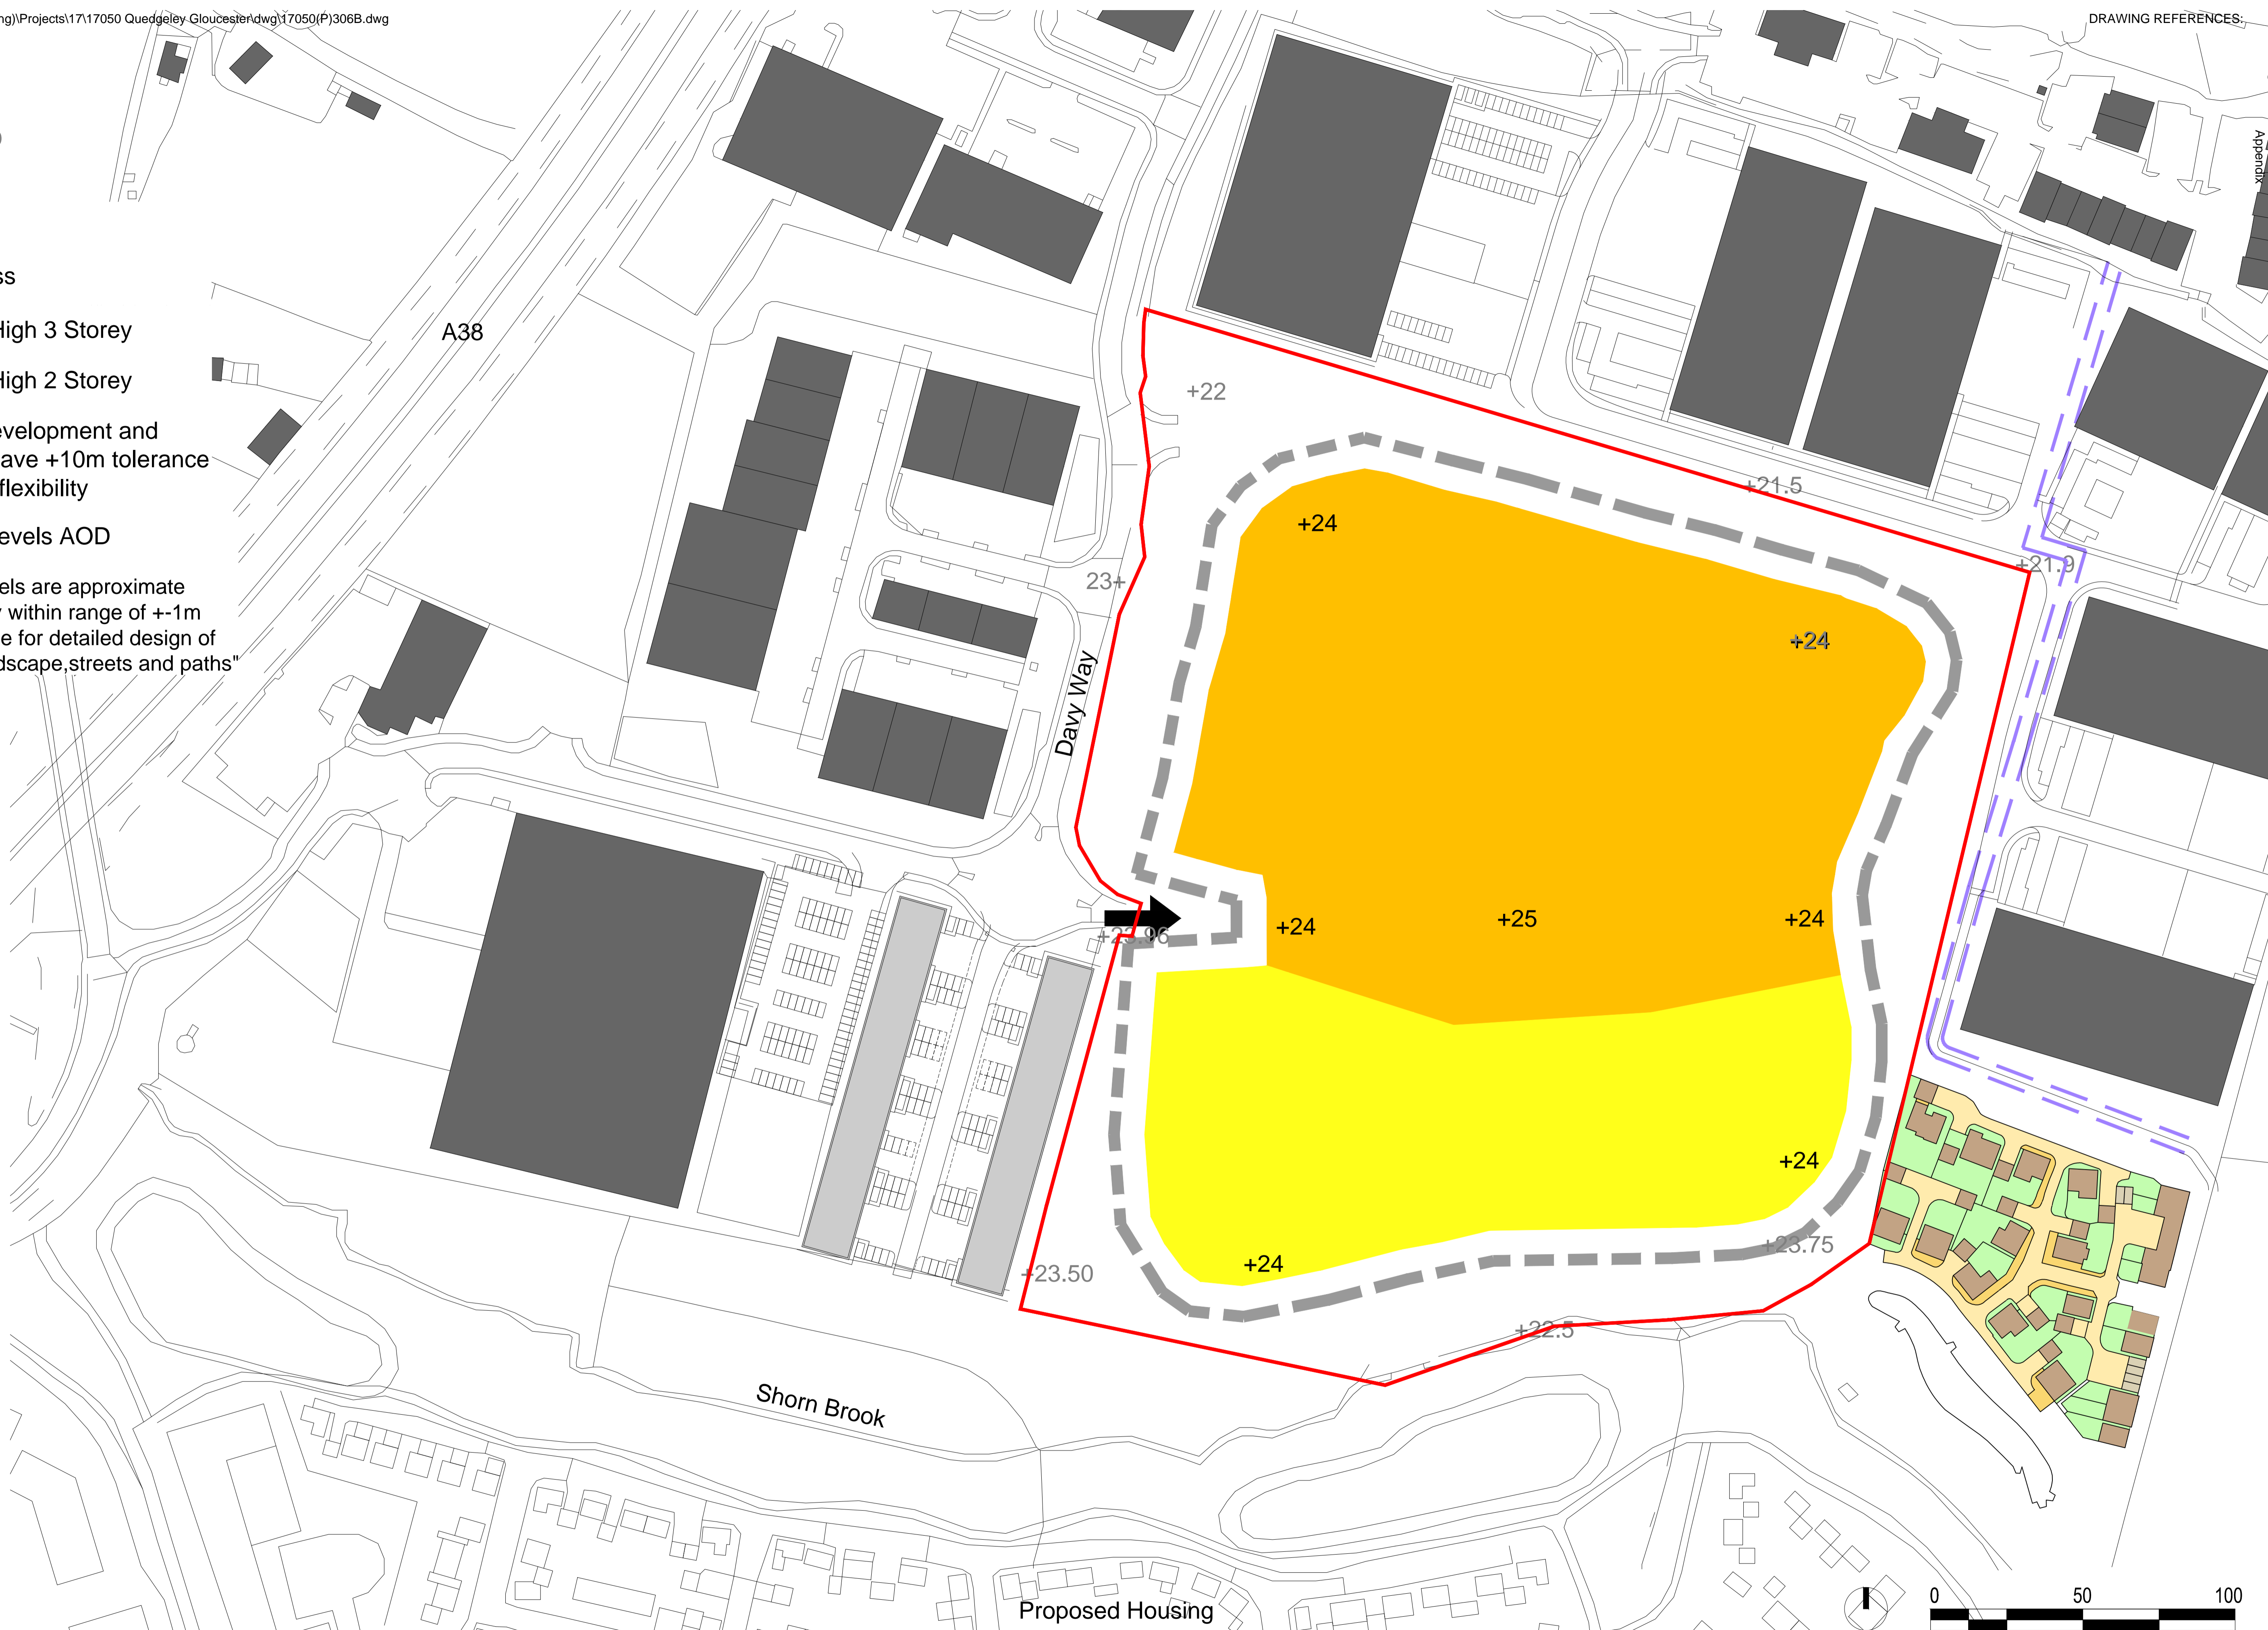 ng)\Projects\17\17050 Quedgeley Gloucester\dwg\17050(P)306B.dwg
DRAWING REFERENCES:
Appendix
ss
High 3 Storey
High 2 Storey
evelopment and
ave +10m tolerance
flexibility
evels AOD
els are approximate
y within range of +-1m
e for detailed design of
dscape,streets and paths"
A38
+22
+21.5
+24
+21.9
23+
+24
Davy Way
+24
+25
+24
+23.96
+24
+23.75
+24
+23.50
+22.5
Shorn Brook
Proposed Housing
0 50 100